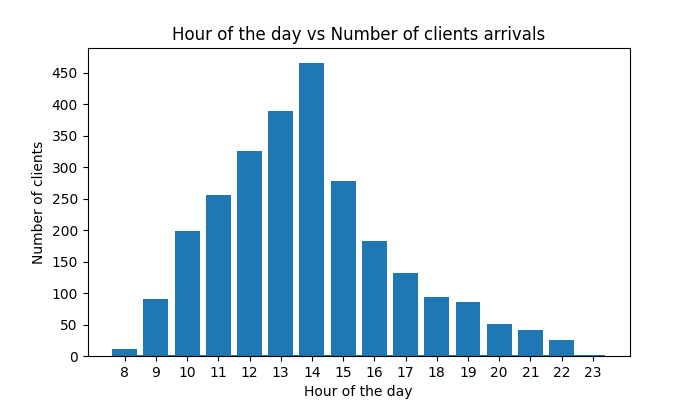 Hour of the day vs Number of clients arrivals
450
400
350
300
250
200
150
100
50
0
Number of clients
8 9 10 11 12 13 14 15 16 17 18 19 20 21 22 23
Hour of the day